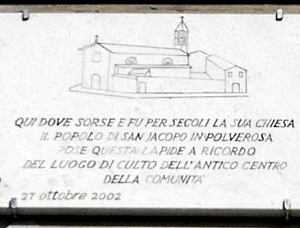 QUI DOVE SORSE E FU PER SECOLI LA SUA CHIESA
IL POPOLO DI SAN JACOPO IN POLVEROSA
POSE QUESTA LAPIDE A RICORDO
DEL LUOGO DI CULTO DELL'ANTICO CENTRO
DELLA COMUNITA'
27 ottobre 2002